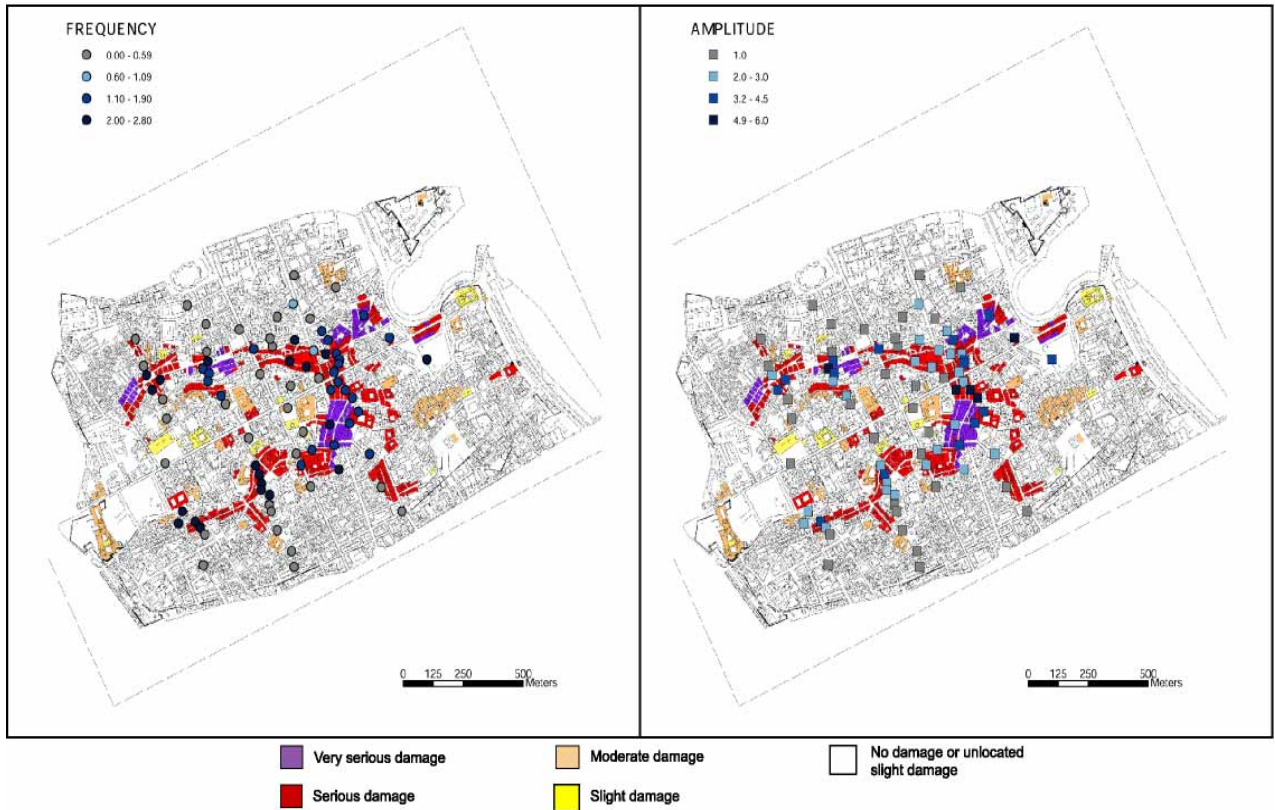 FREQUENCY
0.00 - 0.59
0.60 - 1.09
1.10 - 1.90
2.00 - 2.80
0 125 250 500
Meters
AMPLITUDE
1.0
2.0 - 3.0
3.2 - 4.5
4.9 - 6.0
0 125 250 500
Meters
Very serious damage
Serious damage
Moderate damage
Slight damage
No damage or unlocated
slight damage